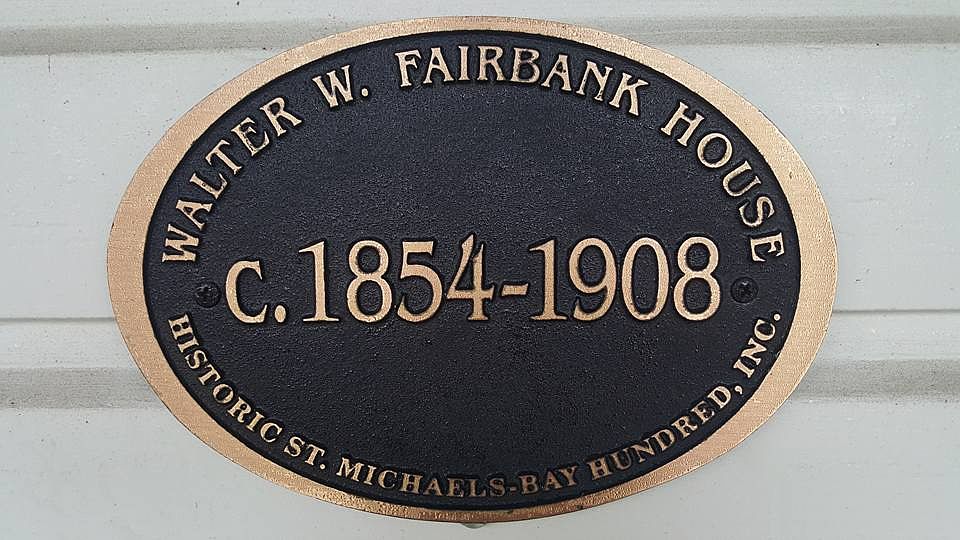 WALTER W. FAIRBANK HOUSE
C. 1854-1908
HISTORIC ST. MICHAELS-BAY HUNDRED, INC.